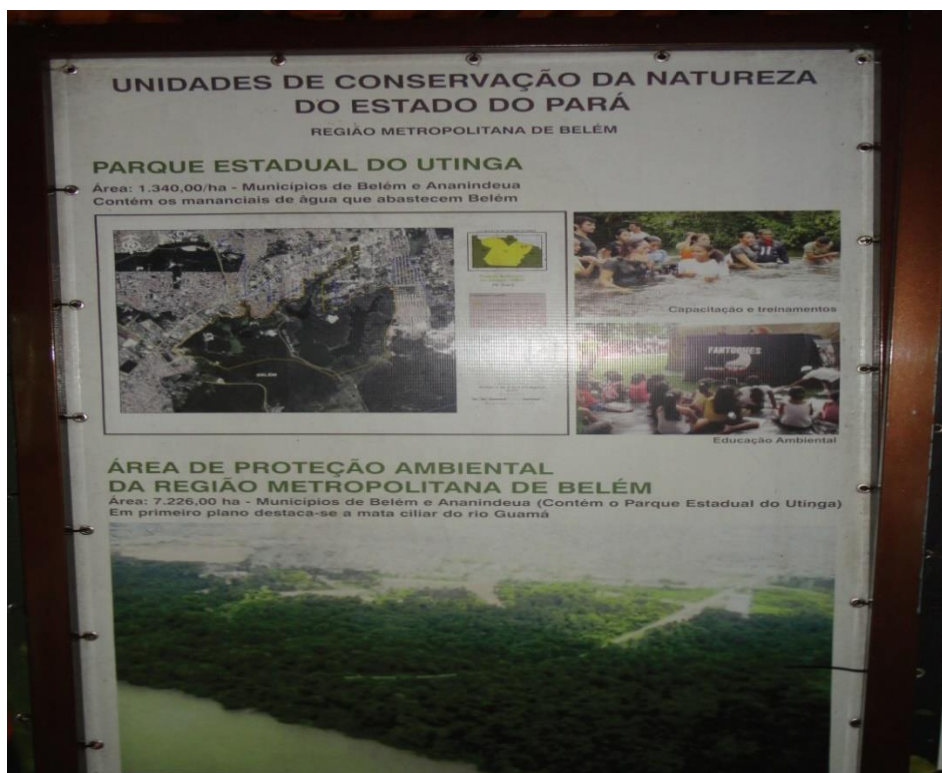 UNIDADES DE CONSERVAÇÃO DA NATUREZA
DO ESTADO DO PARÁ
REGIÃO METROPOLITANA DE BELÉM
PARQUE ESTADUAL DO UTINGA
Área: 1.340,00/ha - Municípios de Belém e Ananindeua
Contém os mananciais de água que abastecem Belém
BELÉM
Capacitação e treinamentos
FANTOCHES
Educação Ambiental
ÁREA DE PROTEÇÃO AMBIENTAL
DA REGIÃO METROPOLITANA DE BELÉM
Área: 7.226,00 ha - Municípios de Belém e Ananindeua (Contém o Parque Estadual do Utinga)
Em primeiro plano destaca-se a mata ciliar do rio Guamá